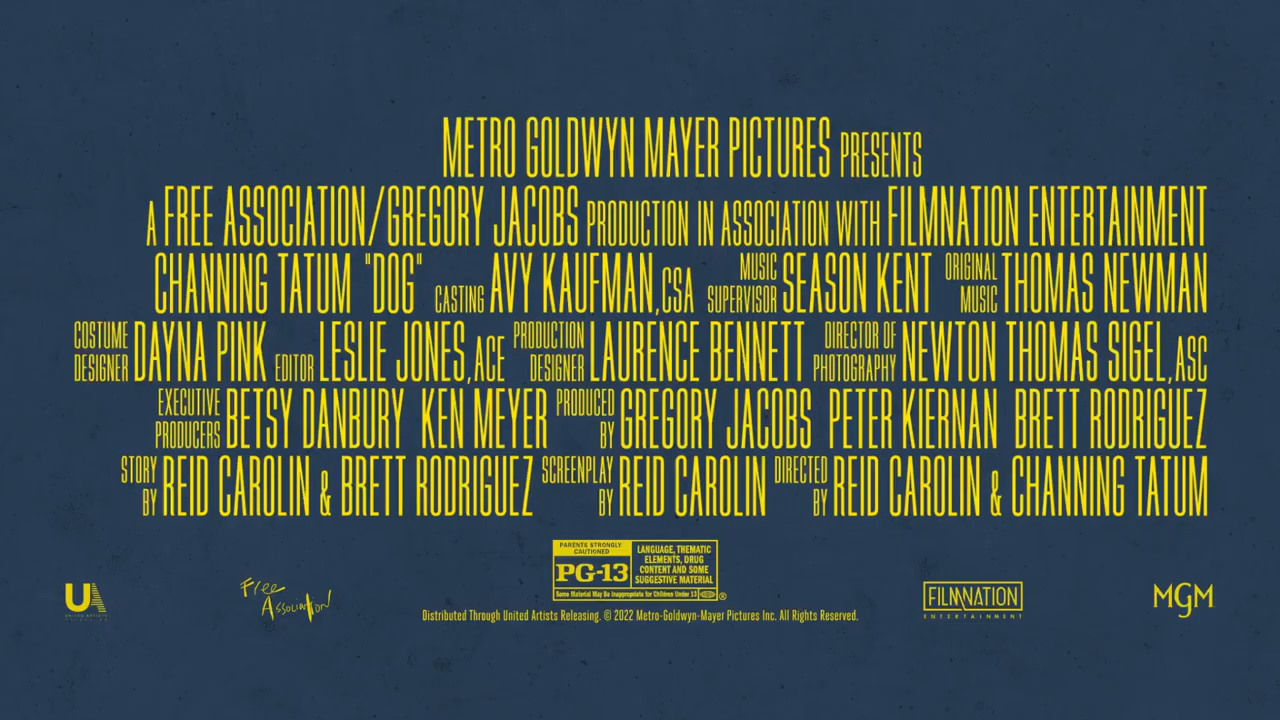 METRO GOLDWYN MAYER PICTURES PRESENTS
A FREE ASSOCIATION/GREGORY JACOBS PRODUCTION IN ASSOCIATION WITH FILMNATION ENTERTAINMENT
CHANNING TATUM "DOG" CASTING AVY KAUFMAN, CSA MUSIC SUPERVISOR SEASON KENT ORIGINAL MUSIC THOMAS NEWMAN
COSTUME DESIGNER DAYNA PINK EDITOR LESLIE JONES, ACE PRODUCTION DESIGNER LAURENCE BENNETT DIRECTOR OF PHOTOGRAPHY NEWTON THOMAS SIGEL, ASC
EXECUTIVE PRODUCERS BETSY DANBURY KEN MEYER PRODUCED BY GREGORY JACOBS PETER KIERNAN BRETT RODRIGUEZ
STORY BY REID CAROLIN & BRETT RODRIGUEZ SCREENPLAY BY REID CAROLIN DIRECTED BY REID CAROLIN & CHANNING TATUM
PARENTS STRONGLY CAUTIONED
PG-13
LANGUAGE, THEMATIC
ELEMENTS, DRUG
CONTENT AND SOME
SUGGESTIVE MATERIAL
Some Material May Be Inappropriate for Children Under 13
®
UA
Free Association
FILMNATION
ENTERTAINMENT
MGM
Distributed Through United Artists Releasing. © 2022 Metro-Goldwyn-Mayer Pictures Inc. All Rights Reserved.